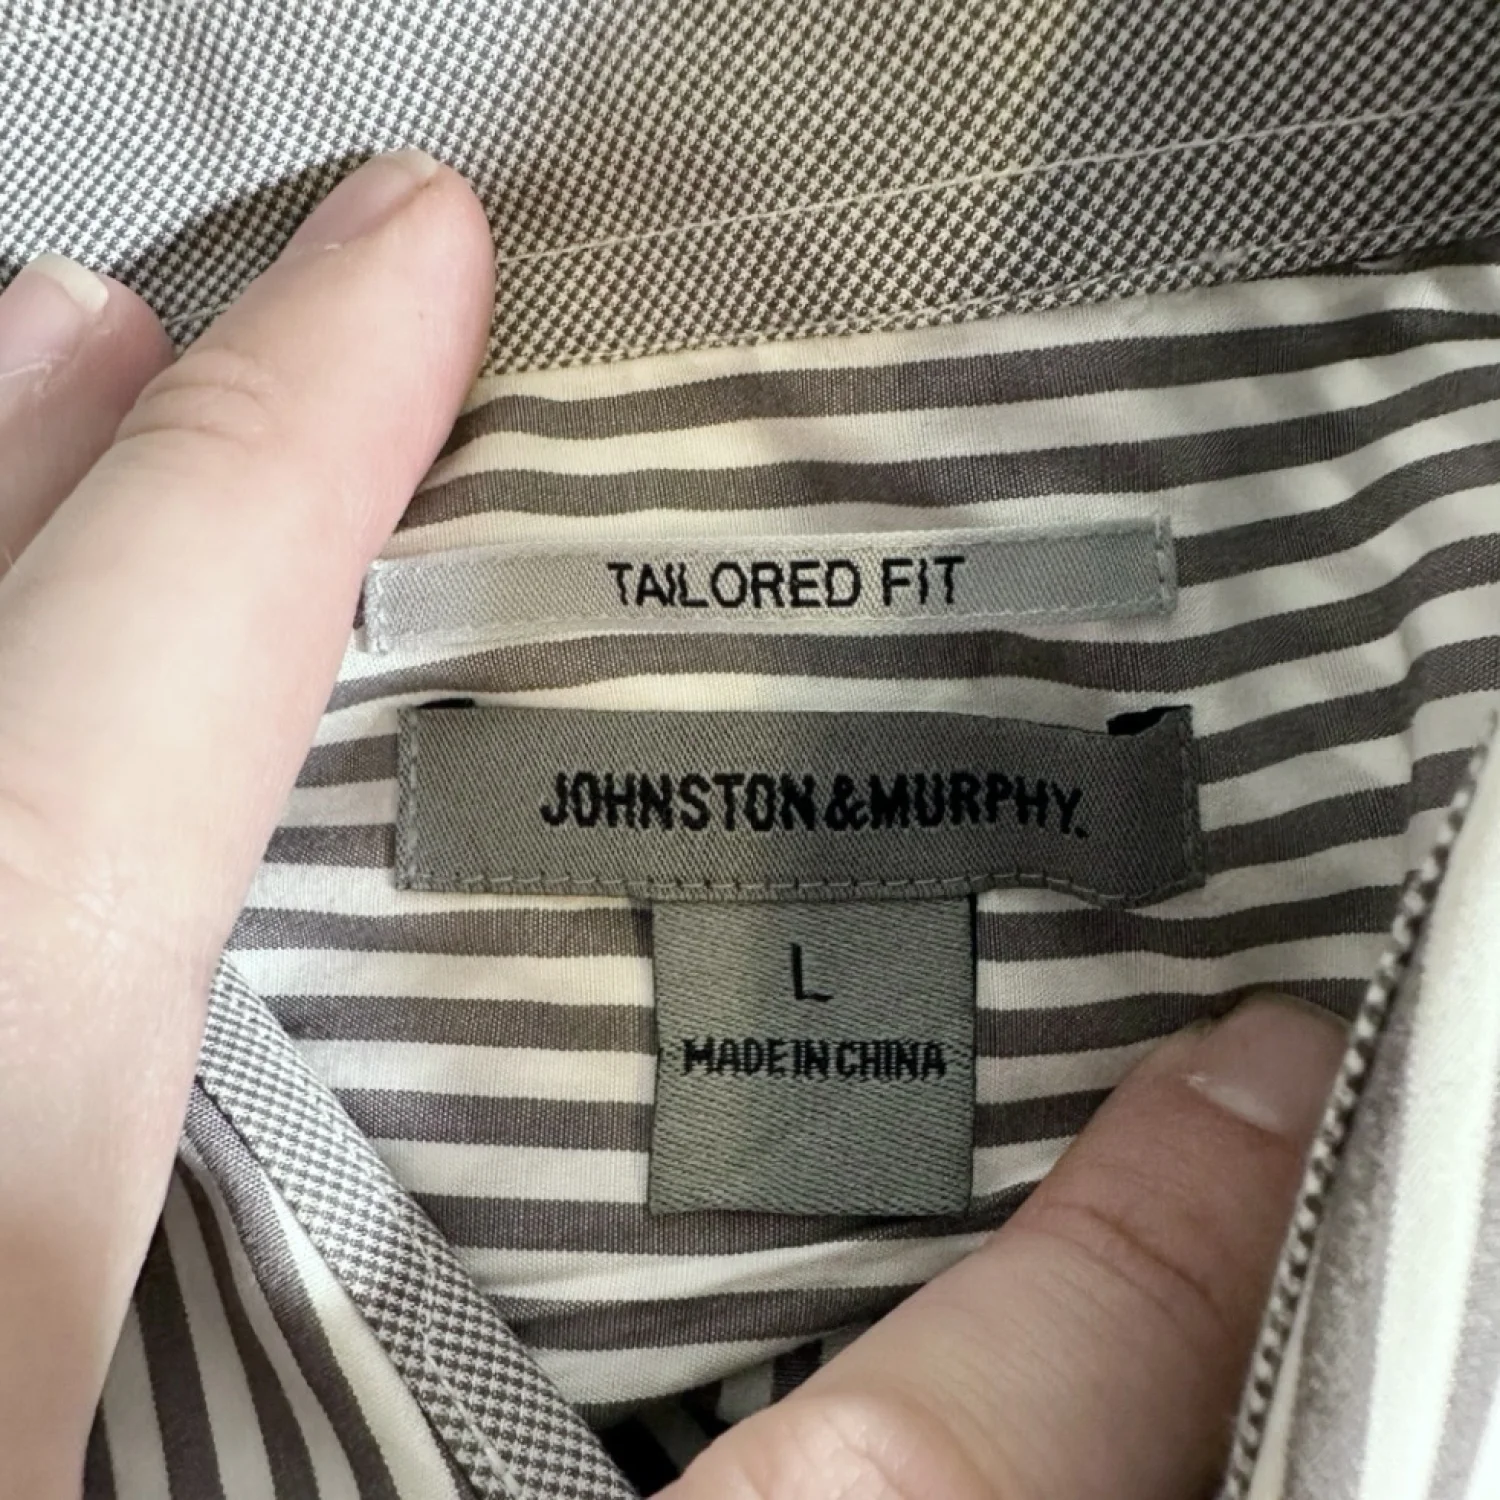 TAILORED FIT
JOHNSTON&MURPHY.
L
MADE IN CHINA